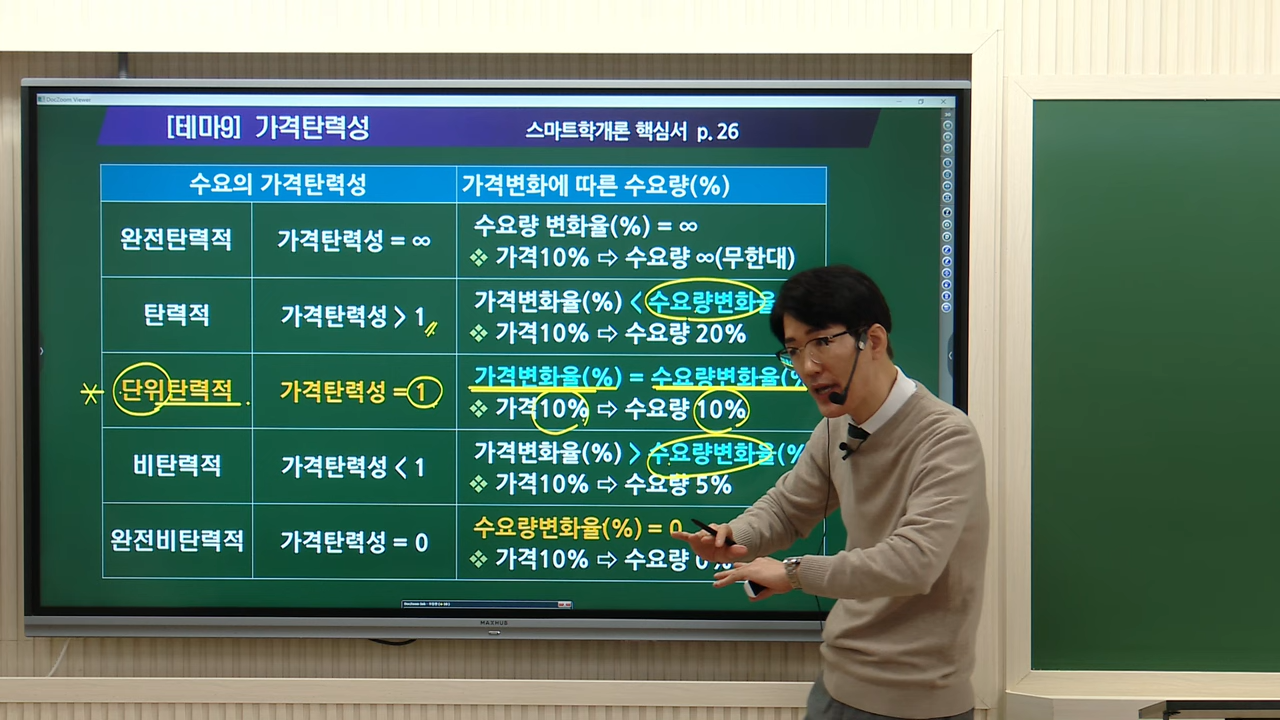 DocZoom Viewer
[테마9] 가격탄력성
스마트학개론 핵심서 p. 26
수요의 가격탄력성
가격변화에 따른 수요량(%)
완전탄력적
가격탄력성 = ∞
수요량 변화율(%) = ∞
❖ 가격10% ⇨ 수요량 ∞(무한대)
탄력적
가격탄력성 > 1
가격변화율(%) < 수요량변화율
❖ 가격10% ⇨ 수요량 20%
* 단위탄력적
가격탄력성 = 1
가격변화율(%) = 수요량변화율(%
❖ 가격10% ⇨ 수요량 10%
비탄력적
가격탄력성 < 1
가격변화율(%) > 수요량변화율(%
❖ 가격10% ⇨ 수요량 5%
완전비탄력적
가격탄력성 = 0
수요량변화율(%) = 0
❖ 가격10% ⇨ 수요량 0%
MAXHUB